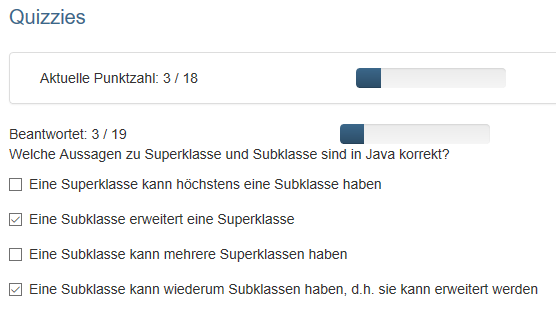 Quizzies
Aktuelle Punktzahl: 3 / 18
Beantwortet: 3 / 19
Welche Aussagen zu Superklasse und Subklasse sind in Java korrekt?
Eine Superklasse kann höchstens eine Subklasse haben
Eine Subklasse erweitert eine Superklasse
Eine Subklasse kann mehrere Superklassen haben
Eine Subklasse kann wiederum Subklassen haben, d.h. sie kann erweitert werden